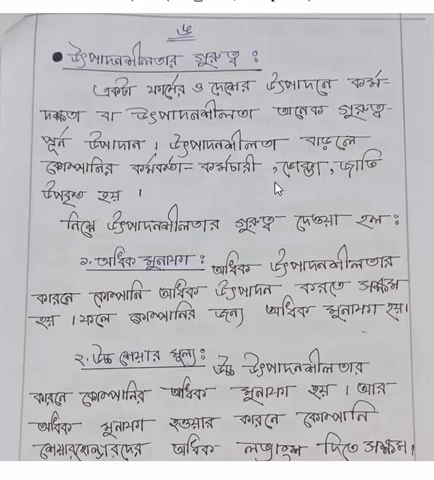 ৬
● উৎপাদনশীলতার গুরুত্ব :
একটা ফার্মের ও দেশের উৎপাদনে কর্ম-
দক্ষতা বা উৎপাদনশীলতা অনেক গুরুত্ব-
পূর্ন উপাদান । উৎপাদনশীলতা বাড়লে
কোম্পানির কর্মকর্তা-কর্মচারী, ভোক্তা, জাতি
উপকৃত হয় ।
নিম্নে উৎপাদনশীলতার গুরুত্ব দেওয়া হল :
১. অধিক মুনাফা : অধিক উৎপাদনশীলতার
কারনে কোম্পানি অধিক উৎপাদন করতে সক্ষম
হয় । ফলে কোম্পানির জন্য অধিক মুনাফা হয়।
২. উচ্চ শেয়ার মূল্য : উচ্চ উৎপাদনশীলতার
কারনে কোম্পানির অধিক মুনাফা হয় । আর
অধিক মুনাফা হওয়ার কারনে কোম্পানি
শেয়ারহোল্ডারদের অধিক লভ্যাংশ দিতে সক্ষম।